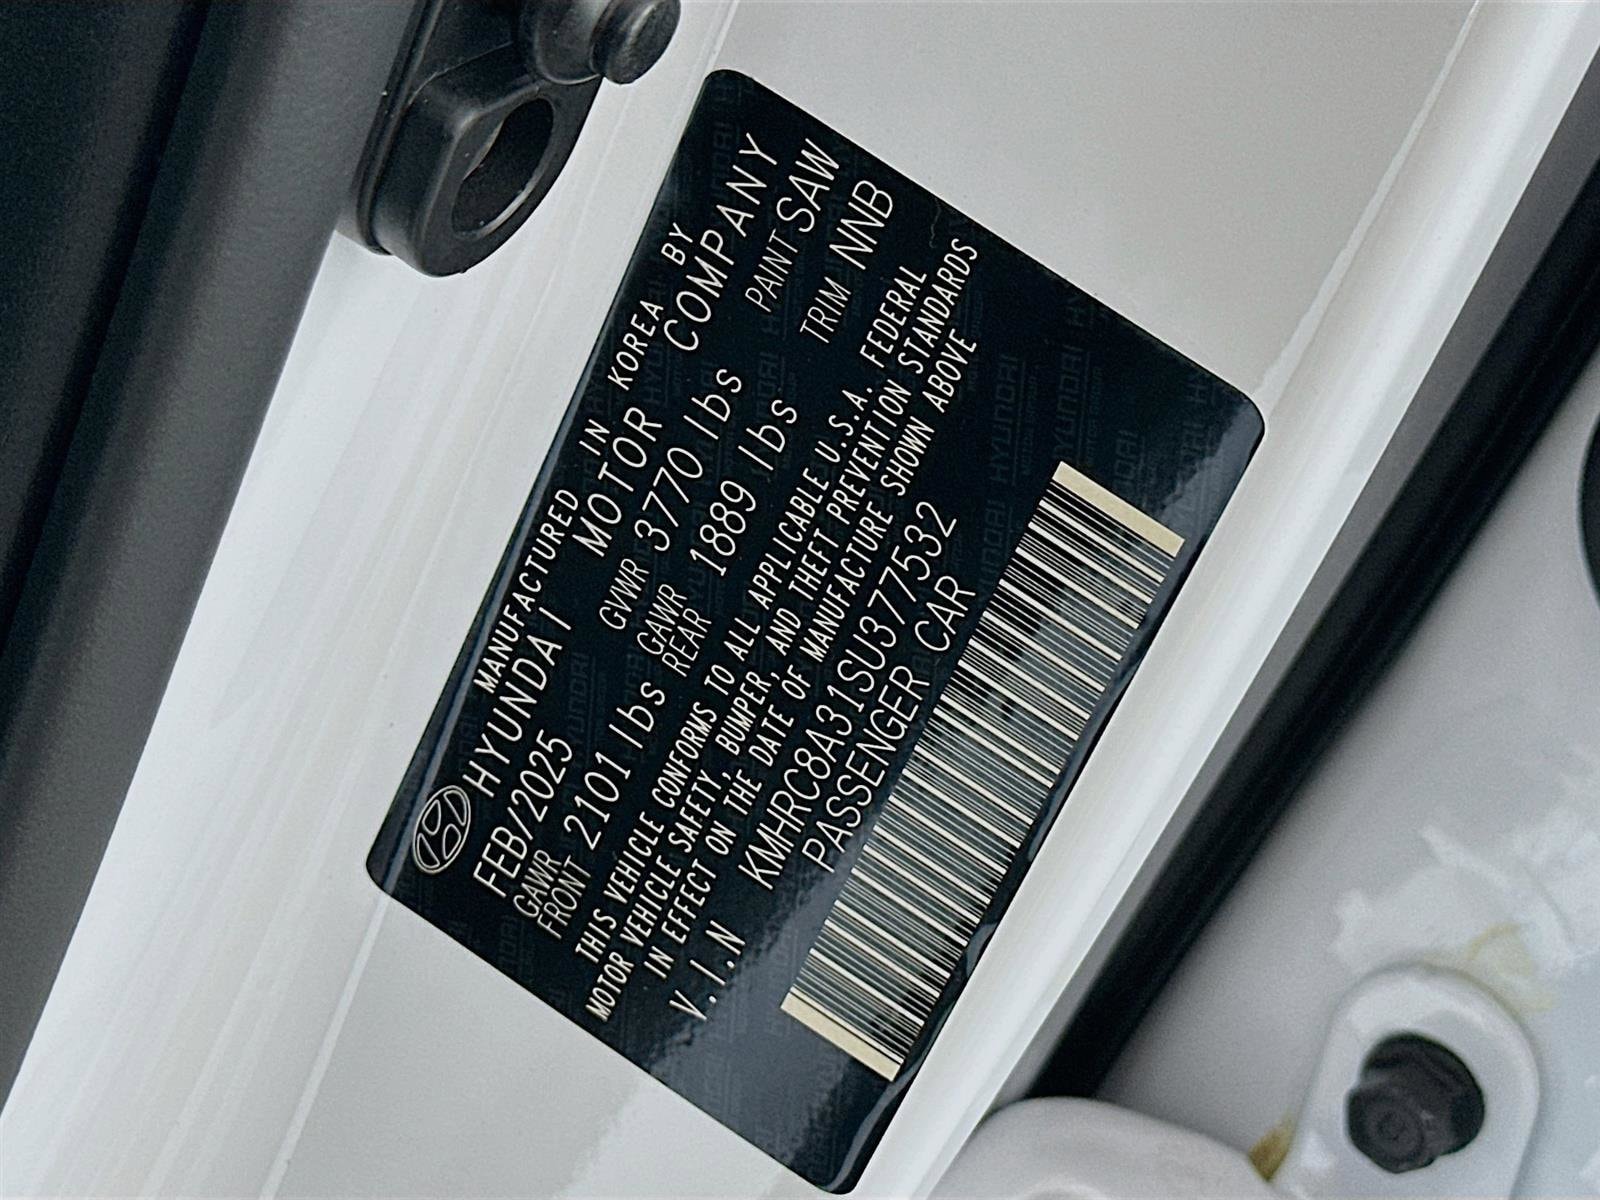 MANUFACTURED IN KOREA BY
HYUNDAI MOTOR COMPANY
FEB/2025 GVWR 3770 lbs PAINT SAW
GAWR FRONT 2101 lbs GAWR REAR 1889 lbs TRIM NNB
THIS VEHICLE CONFORMS TO ALL APPLICABLE U.S.A. FEDERAL
MOTOR VEHICLE SAFETY, BUMPER, AND THEFT PREVENTION STANDARDS
IN EFFECT ON THE DATE OF MANUFACTURE SHOWN ABOVE
V.I.N KMHRC8A31SU377532
PASSENGER CAR